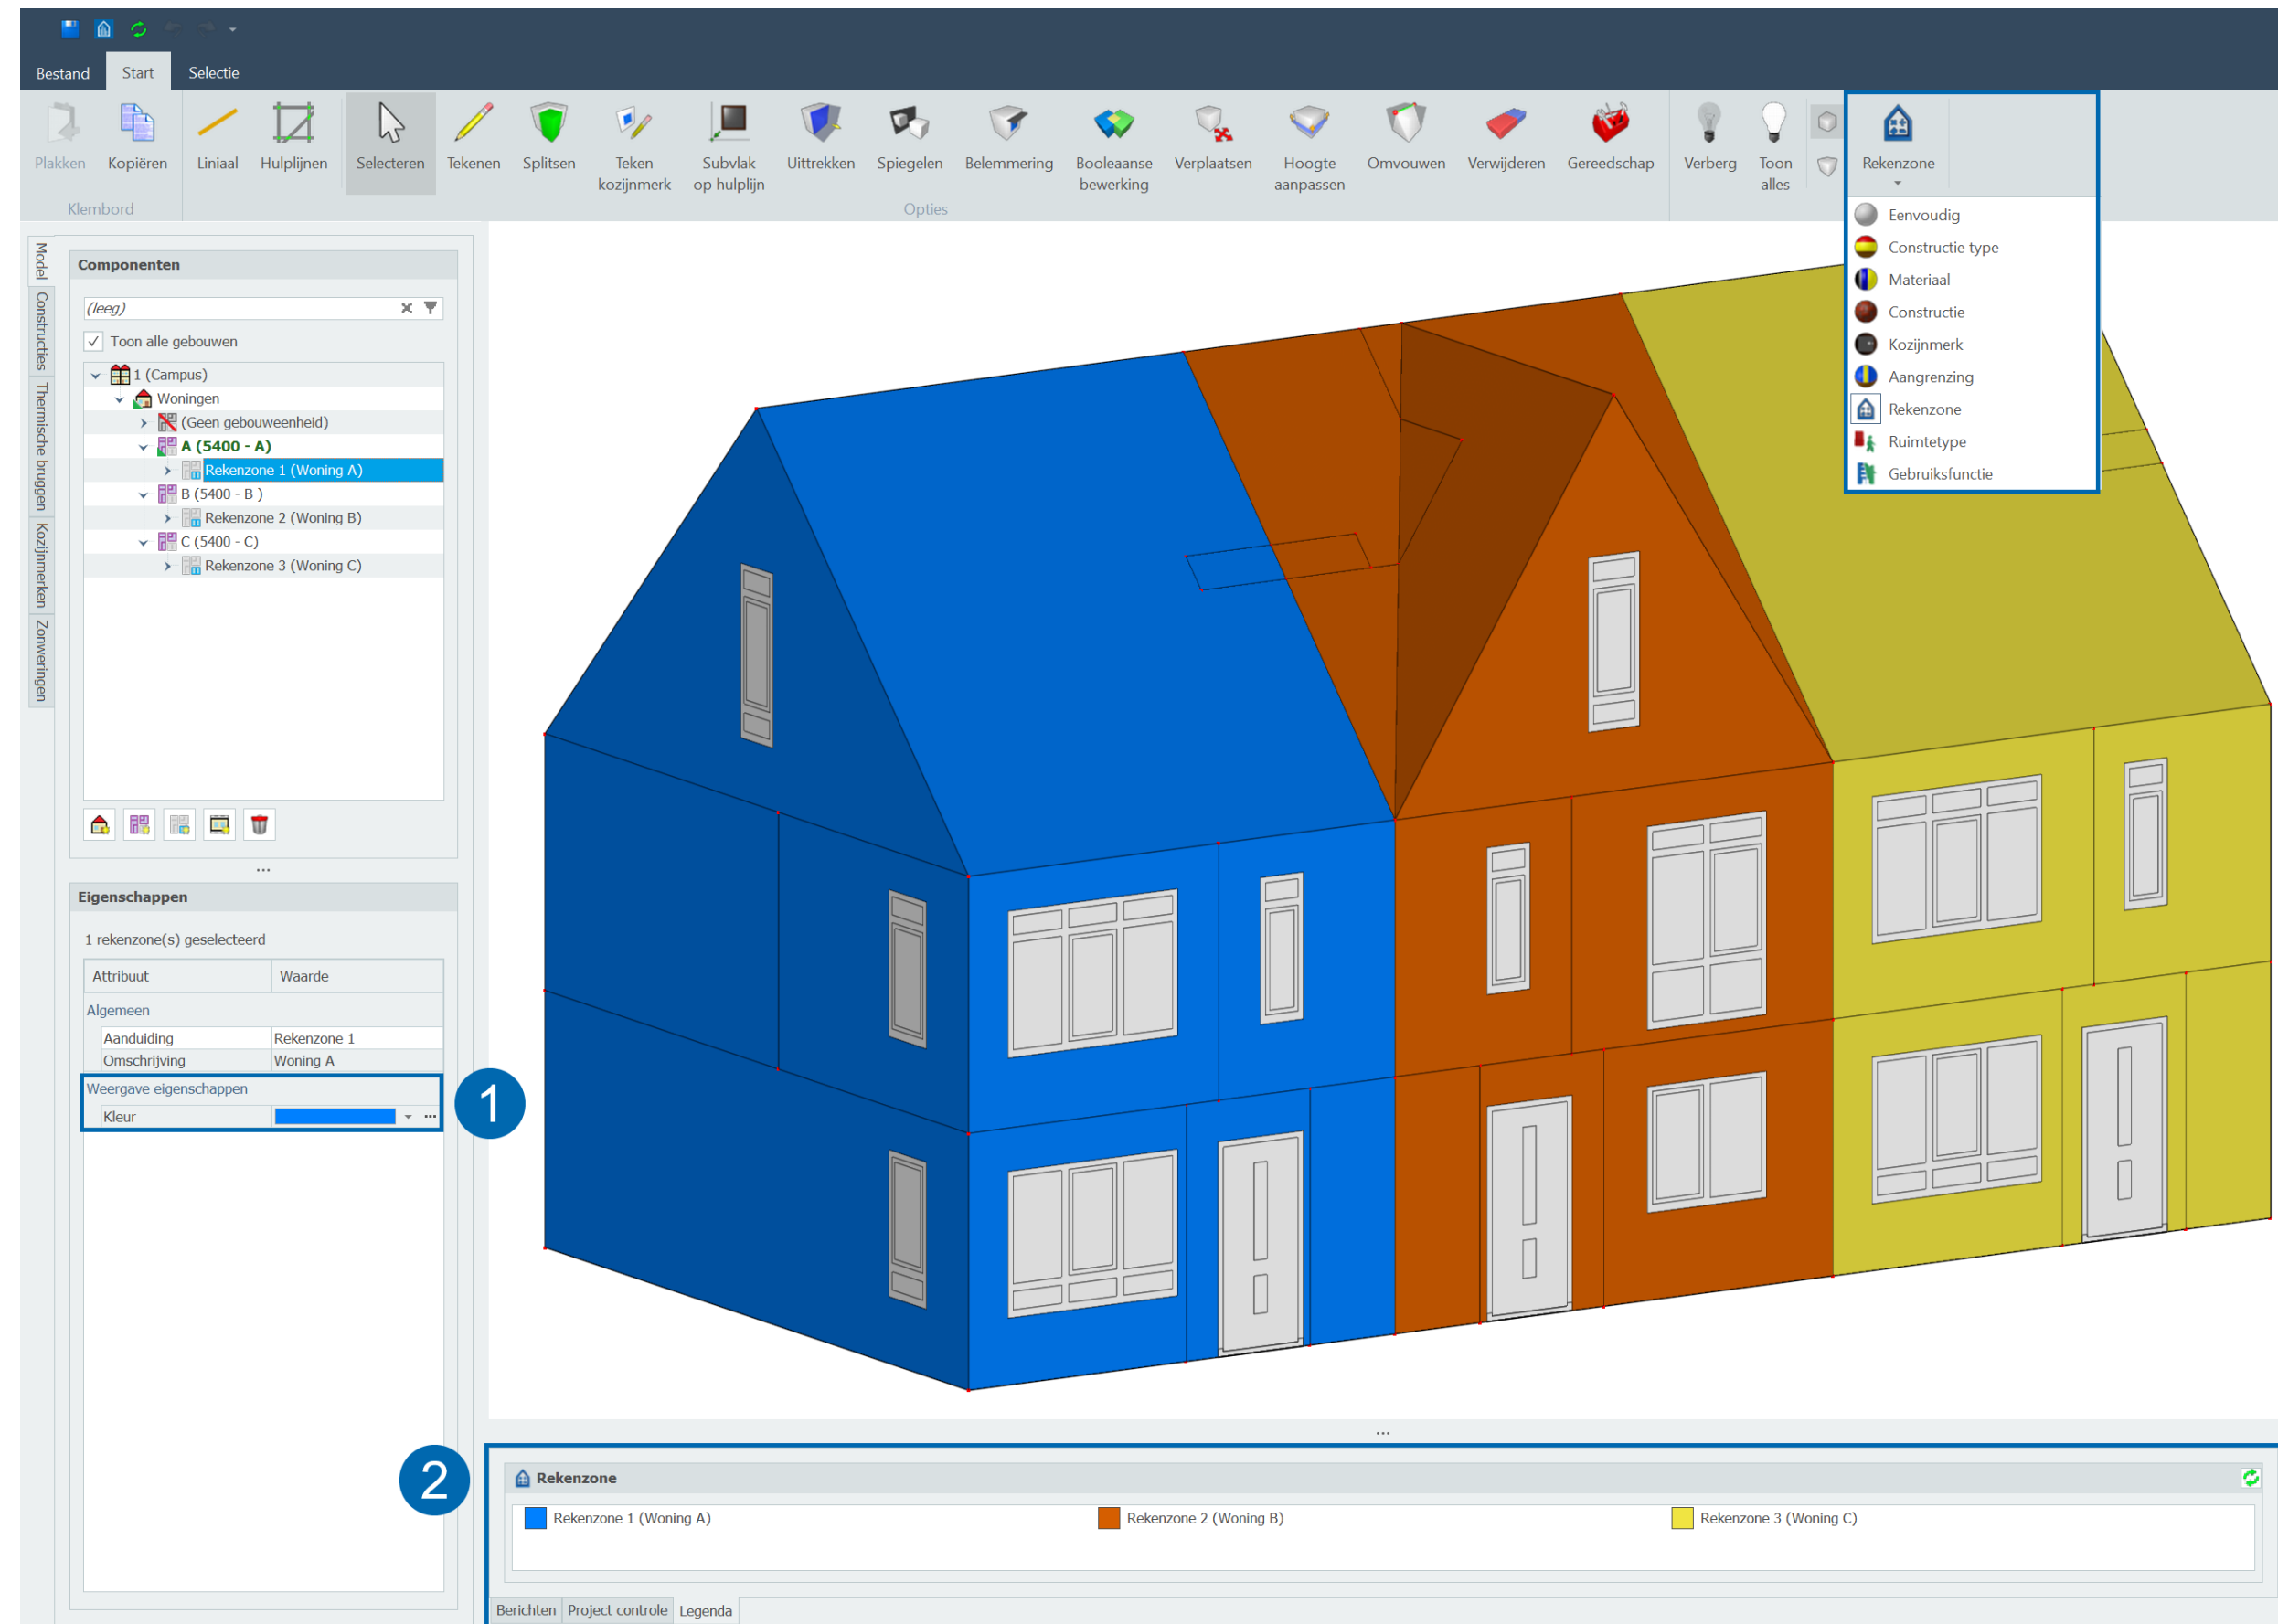 Bestand Start Selectie
Plakken Kopiëren Liniaal Hulplijnen Selecteren Tekenen Splitsen Teken kozijnmerk Subvlak op hulplijn Uittrekken Spiegelen Belemmering Booleaanse bewerking Verplaatsen Hoogte aanpassen Omvouwen Verwijderen Gereedschap Verberg Toon alles Rekenzone
Klembord Opties
Eenvoudig
Constructie type
Materiaal
Constructie
Kozijnmerk
Aangrenzing
Rekenzone
Ruimtetype
Gebruiksfunctie
Model
Constructies
Thermische bruggen
Kozijnmerken
Zonweringen
Componenten
(leeg)
Toon alle gebouwen
1 (Campus)
Woningen
(Geen gebouweenheid)
A (5400 - A)
Rekenzone 1 (Woning A)
B (5400 - B )
Rekenzone 2 (Woning B)
C (5400 - C)
Rekenzone 3 (Woning C)
...
Eigenschappen
1 rekenzone(s) geselecteerd
Attribuut Waarde
Algemeen
Aanduiding Rekenzone 1
Omschrijving Woning A
Weergave eigenschappen
Kleur ...
1
...
2
Rekenzone
Rekenzone 1 (Woning A) Rekenzone 2 (Woning B) Rekenzone 3 (Woning C)
Berichten Project controle Legenda